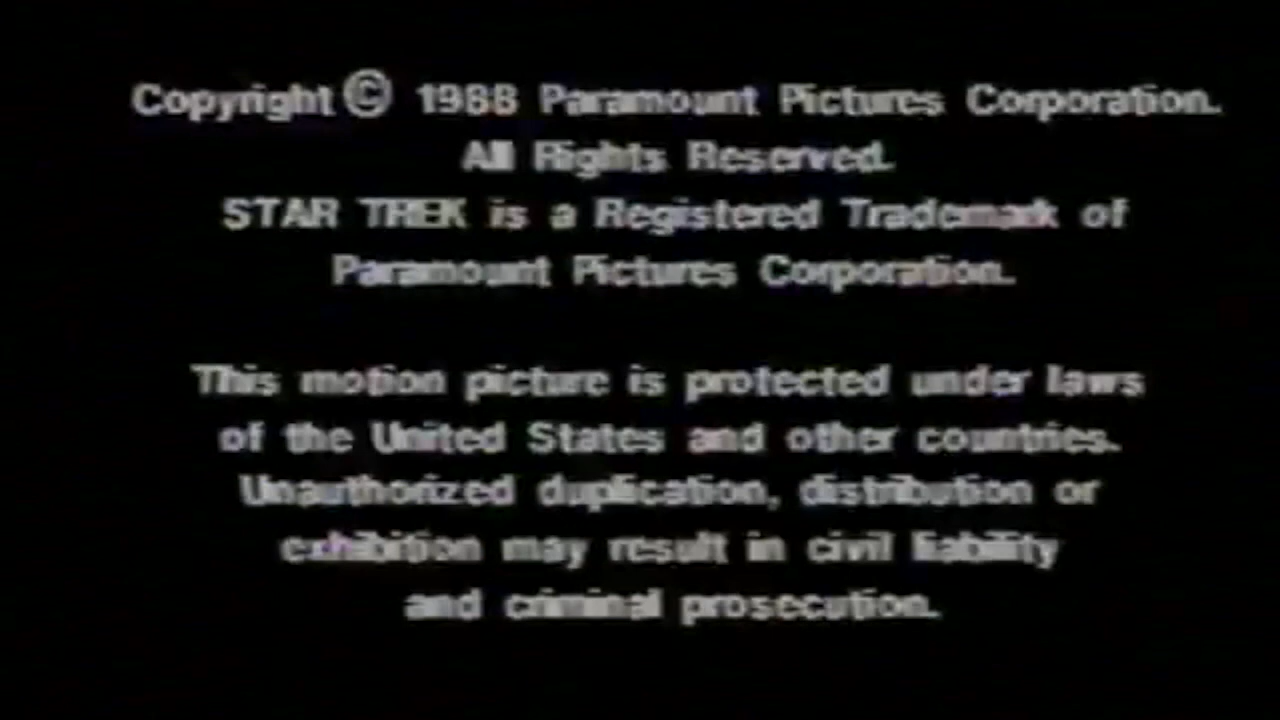 Copyright © 1988 Paramount Pictures Corporation.
All Rights Reserved.
STAR TREK is a Registered Trademark of
Paramount Pictures Corporation.
This motion picture is protected under laws
of the United States and other countries.
Unauthorized duplication, distribution or
exhibition may result in civil liability
and criminal prosecution.